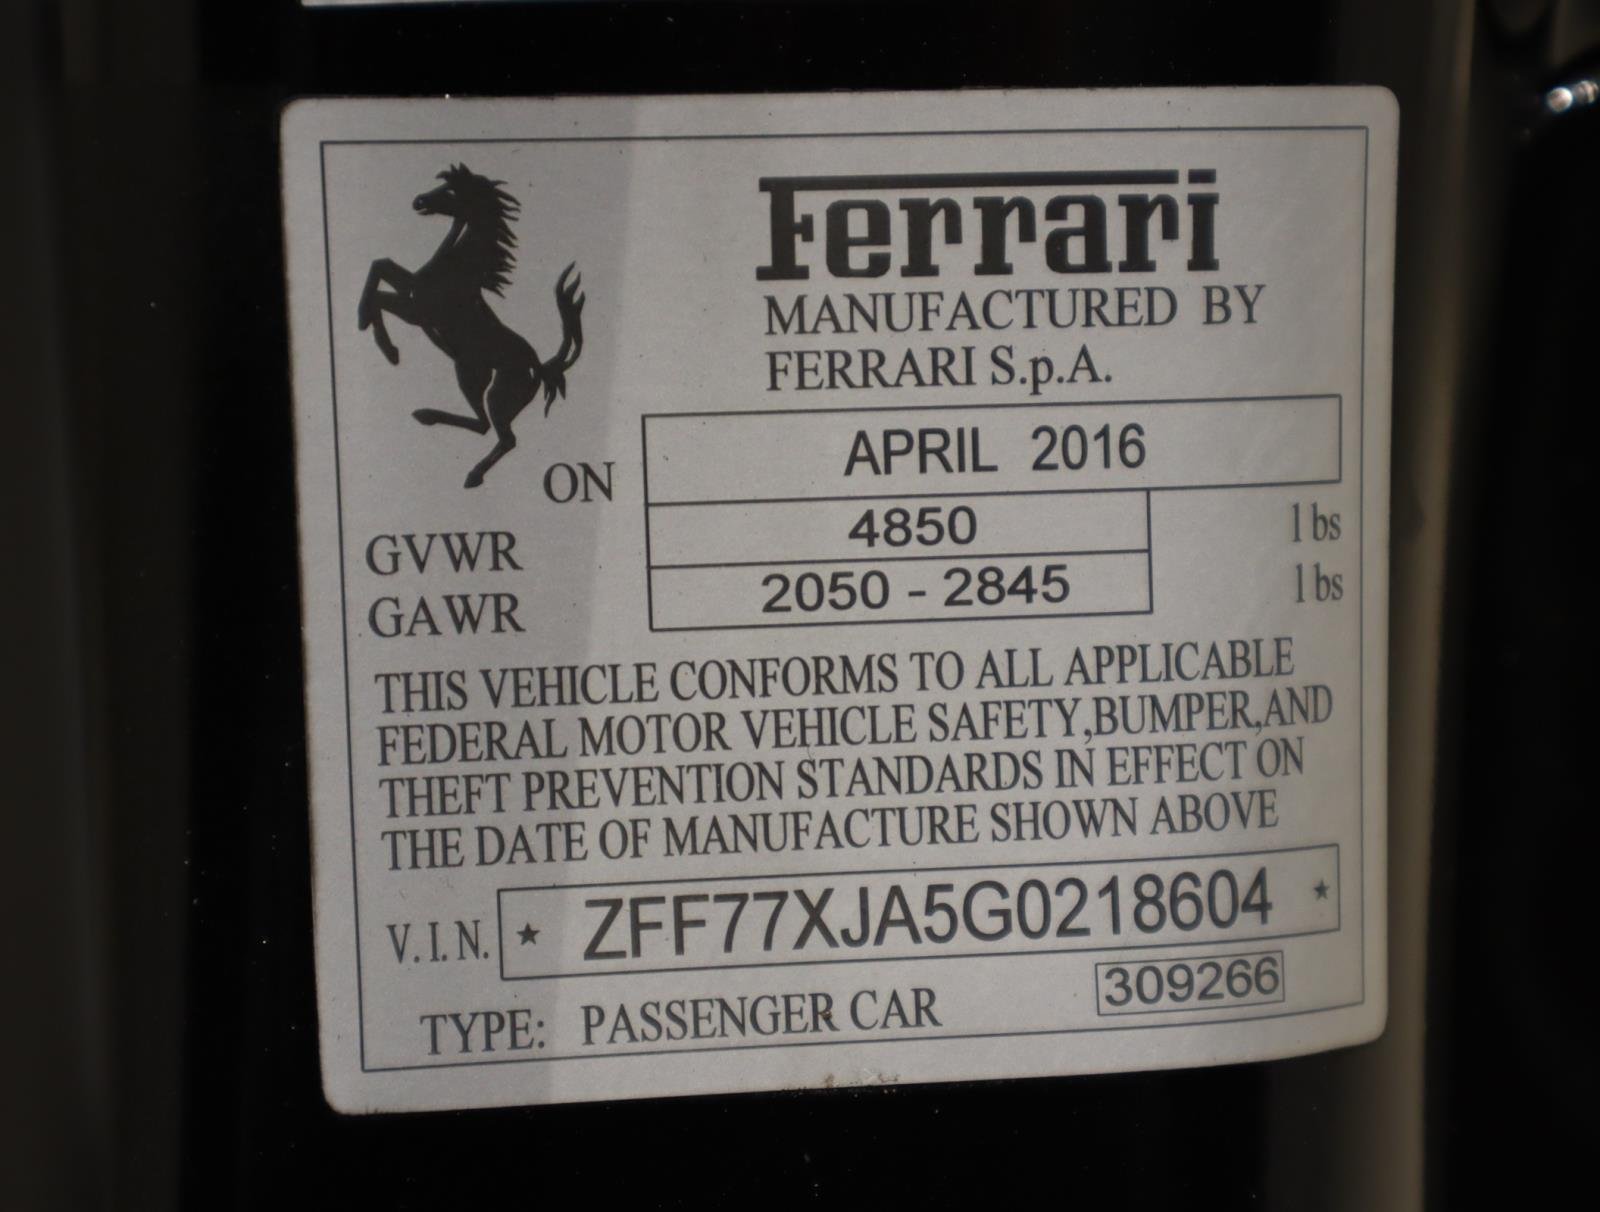 Ferrari
MANUFACTURED BY
FERRARI S.p.A.
ON APRIL 2016
GVWR 4850 lbs
GAWR 2050 - 2845 lbs
THIS VEHICLE CONFORMS TO ALL APPLICABLE
FEDERAL MOTOR VEHICLE SAFETY,BUMPER,AND
THEFT PREVENTION STANDARDS IN EFFECT ON
THE DATE OF MANUFACTURE SHOWN ABOVE
V.I.N. ★ ZFF77XJA5G0218604 ★
TYPE: PASSENGER CAR 309266